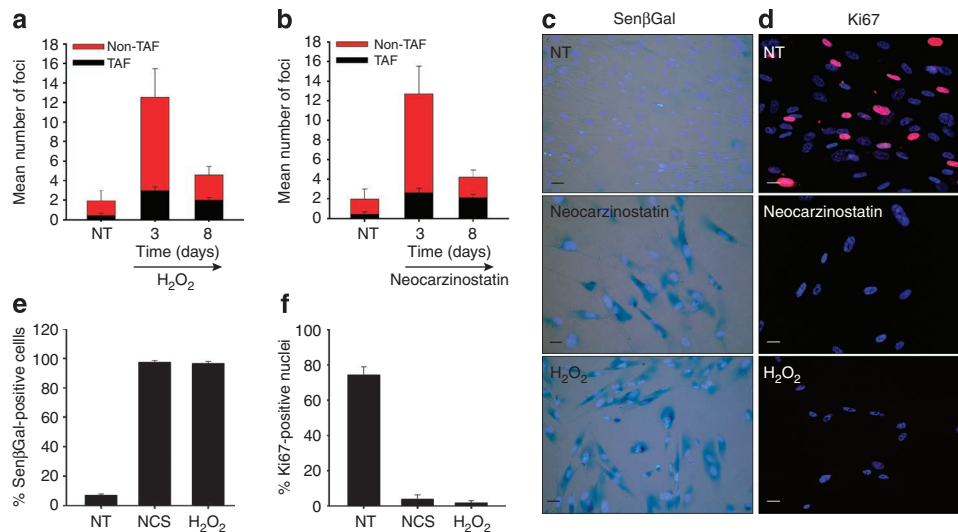 a
Mean number of foci
18
16
14
12
10
8
6
4
2
0
Non-TAF
TAF
NT
3
8
Time (days)
H₂O₂
b
Mean number of foci
18
16
14
12
10
8
6
4
2
0
Non-TAF
TAF
NT
3
8
Time (days)
Neocarzinostatin
c
SenβGal
NT
Neocarzinostatin
H₂O₂
d
Ki67
NT
Neocarzinostatin
H₂O₂
e
% SenβGal-positive cellls
120
100
80
60
40
20
0
NT
NCS
H₂O₂
f
% Ki67-positive nuclei
100
80
60
40
20
0
NT
NCS
H₂O₂